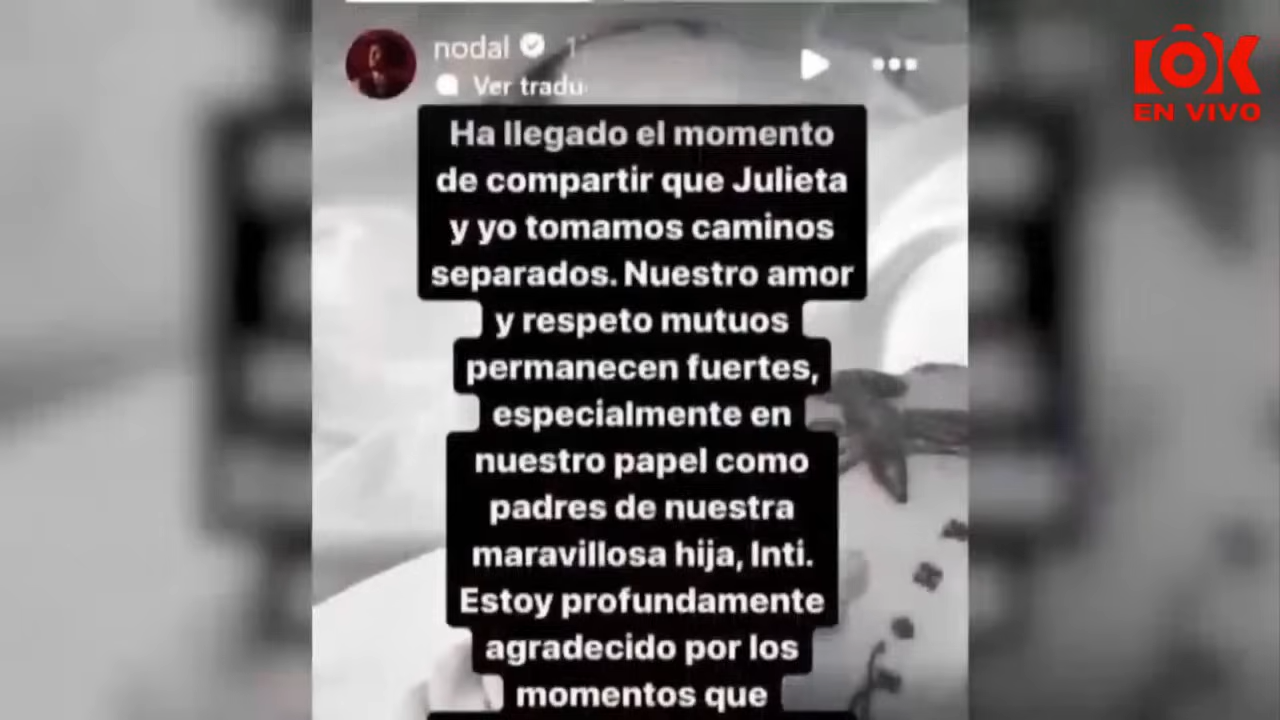 nodal
Ver tradu
Ha llegado el momento
de compartir que Julieta
y yo tomamos caminos
separados. Nuestro amor
y respeto mutuos
permanecen fuertes,
especialmente en
nuestro papel como
padres de nuestra
maravillosa hija, Inti.
Estoy profundamente
agradecido por los
momentos que
OK
EN VIVO